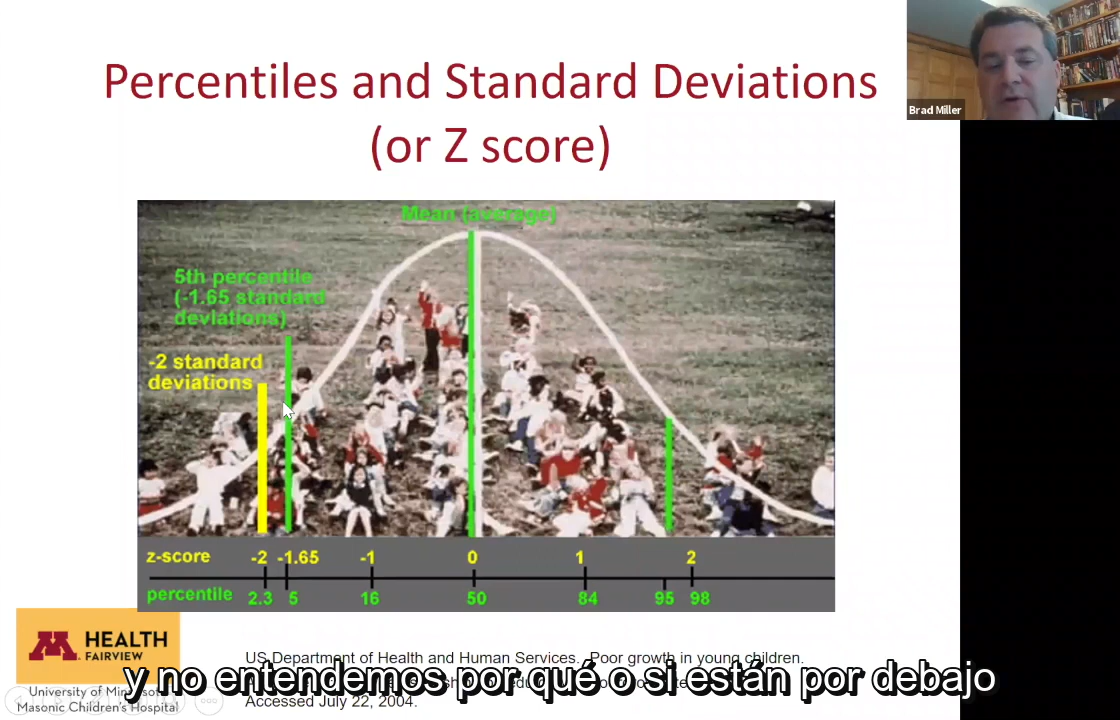 Percentiles and Standard Deviations
(or Z score)
Brad Miller
Mean (average)
5th percentile
(-1.65 standard
deviations)
-2 standard
deviations
z-score -2 -1.65 -1 0 1 2
percentile 2.3 5 16 50 84 95 98
M HEALTH
FAIRVIEW
University of Minnesota
Masonic Children's Hospital
US Department of Health and Human Services. Poor growth in young children.
Accessed July 22, 2004.
y no entendemos por qué o si están por debajo